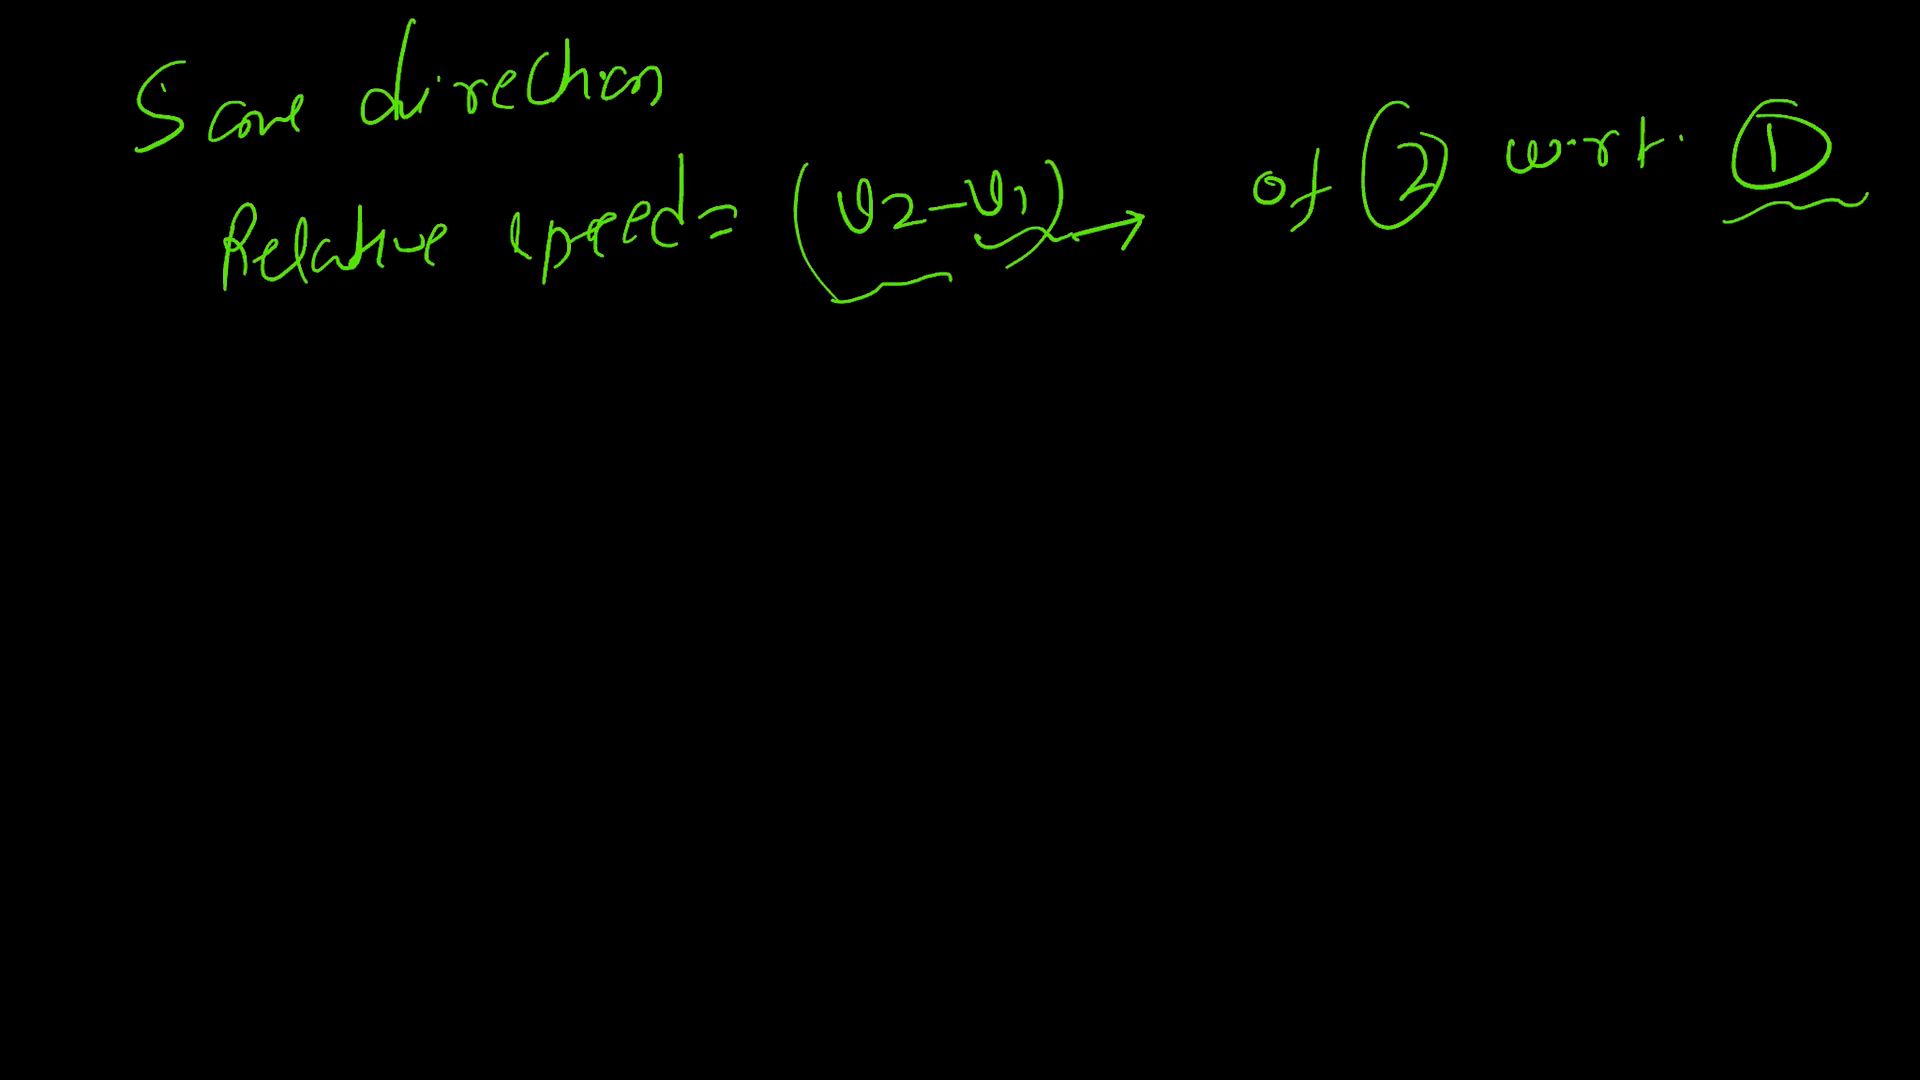 Same direction
Relative speed = (v2-v1) → of 2 w.r.t. 1